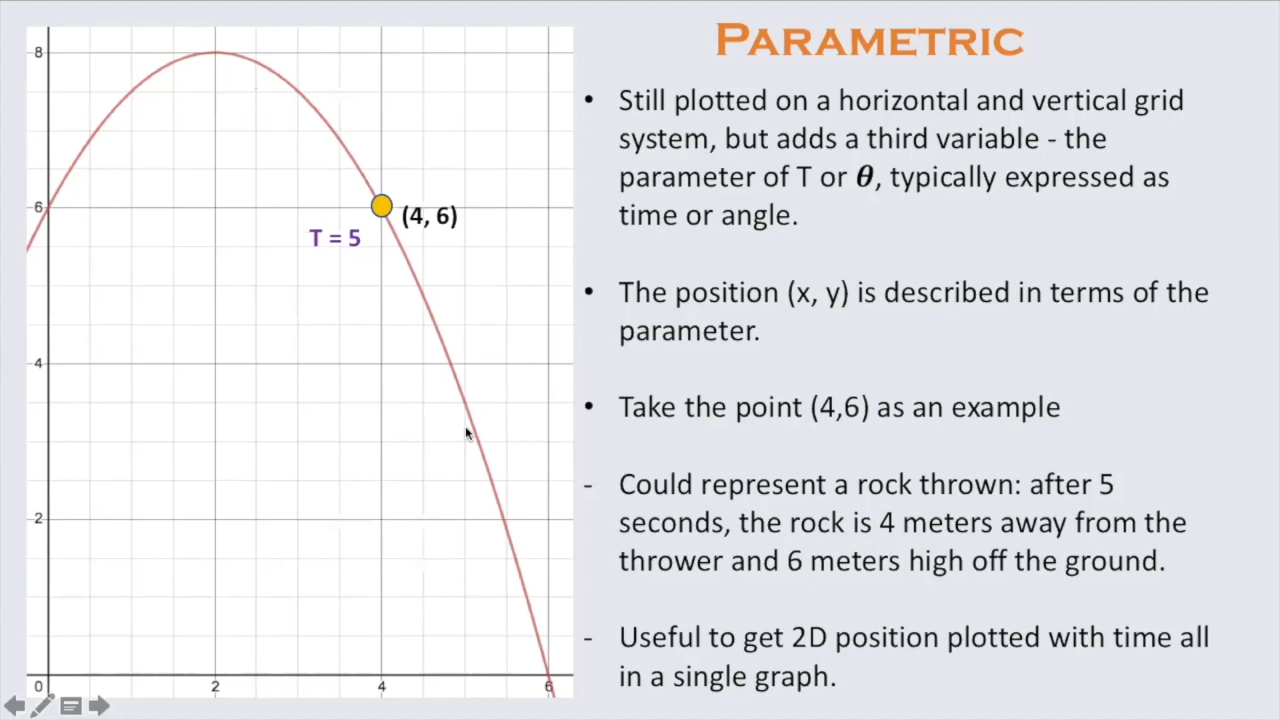 PARAMETRIC
• Still plotted on a horizontal and vertical grid
system, but adds a third variable - the
parameter of T or θ, typically expressed as
time or angle.
• The position (x, y) is described in terms of the
parameter.
• Take the point (4,6) as an example
- Could represent a rock thrown: after 5
seconds, the rock is 4 meters away from the
thrower and 6 meters high off the ground.
- Useful to get 2D position plotted with time all
in a single graph.
8
6
4
2
0
2
4
6
(4, 6)
T = 5